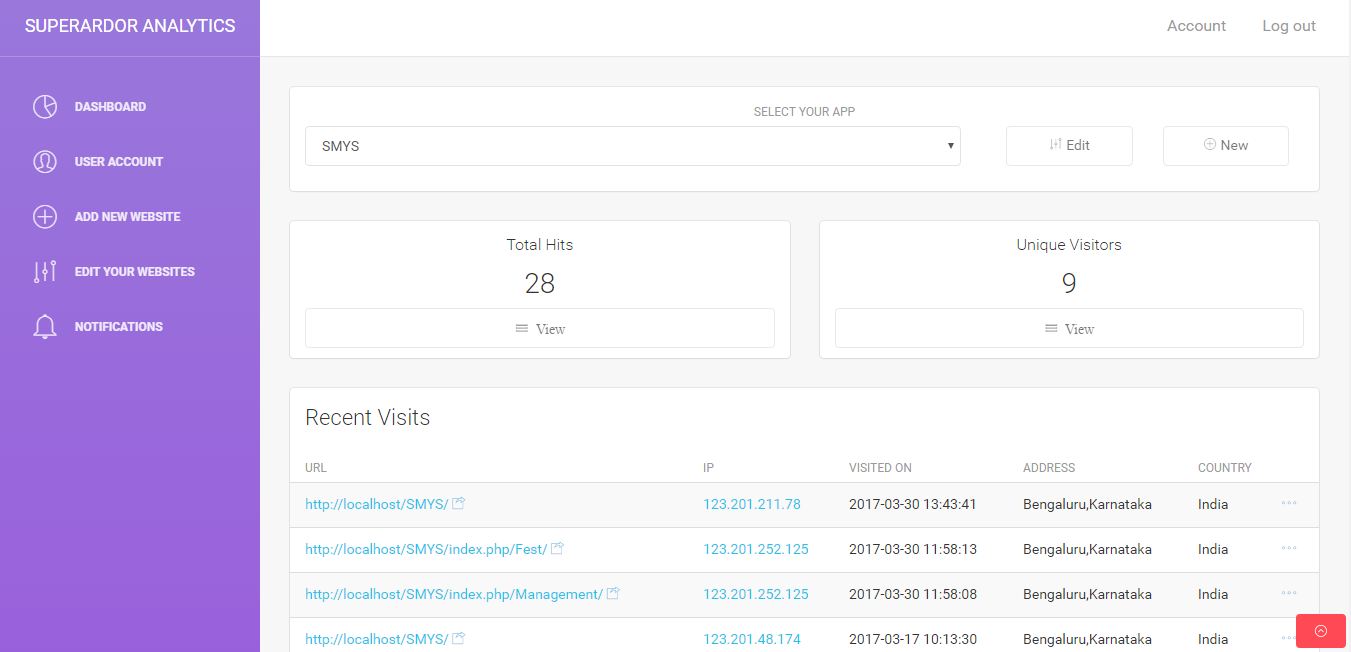 SUPERARDOR ANALYTICS
Account Log out
DASHBOARD
USER ACCOUNT
ADD NEW WEBSITE
EDIT YOUR WEBSITES
NOTIFICATIONS
SELECT YOUR APP
SMYS
Edit
New
Total Hits
28
View
Unique Visitors
9
View
Recent Visits
URL IP VISITED ON ADDRESS COUNTRY
http://localhost/SMYS/ 123.201.211.78 2017-03-30 13:43:41 Bengaluru,Karnataka India
http://localhost/SMYS/index.php/Fest/ 123.201.252.125 2017-03-30 11:58:13 Bengaluru,Karnataka India
http://localhost/SMYS/index.php/Management/ 123.201.252.125 2017-03-30 11:58:08 Bengaluru,Karnataka India
http://localhost/SMYS/ 123.201.48.174 2017-03-17 10:13:30 Bengaluru,Karnataka India